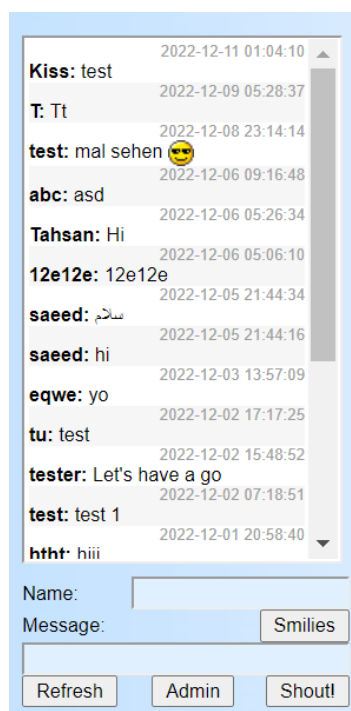 2022-12-11 01:04:10
Kiss: test
2022-12-09 05:28:37
T: Tt
2022-12-08 23:14:14
test: mal sehen
2022-12-06 09:16:48
abc: asd
2022-12-06 05:26:34
Tahsan: Hi
2022-12-06 05:06:10
12e12e: 12e12e
2022-12-05 21:44:34
saeed: سلام
2022-12-05 21:44:16
saeed: hi
2022-12-03 13:57:09
eqwe: yo
2022-12-02 17:17:25
tu: test
2022-12-02 15:48:52
tester: Let's have a go
2022-12-02 07:18:51
test: test 1
2022-12-01 20:58:40
htht: hiii
Name:
Message:
Smilies
Refresh
Admin
Shout!